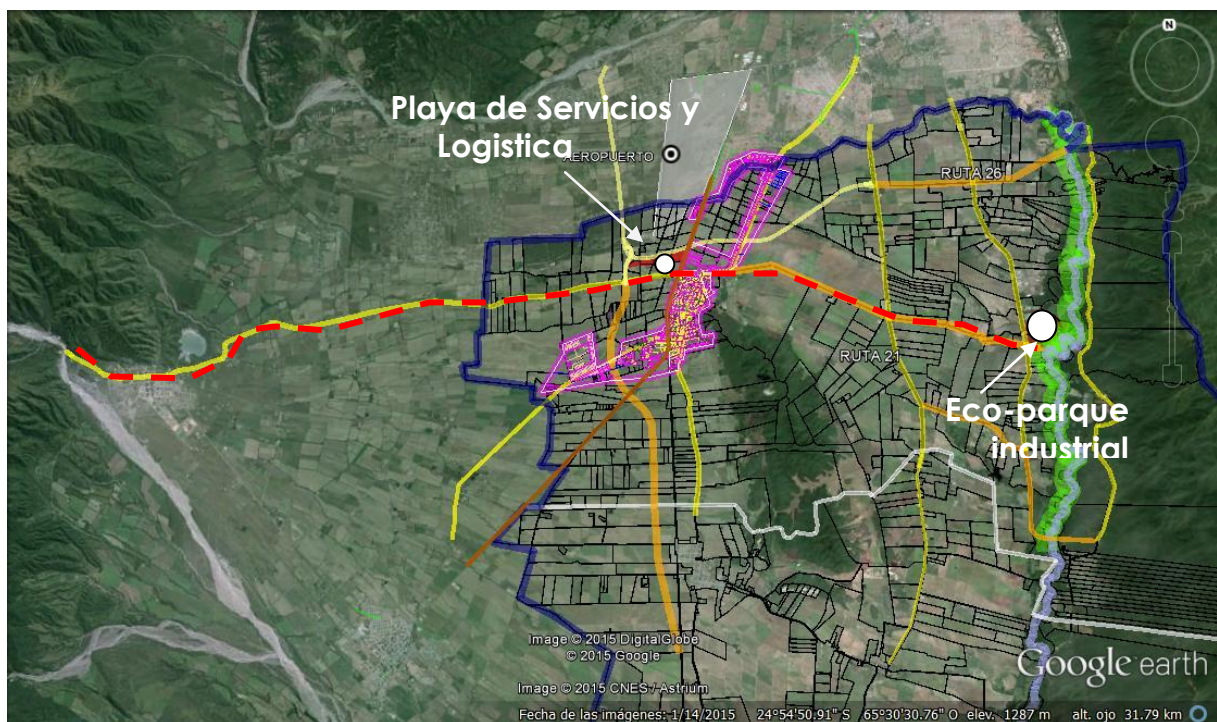 N
Playa de Servicios y
Logistica
AEROPUERTO
RUTA 26
RUTA 21
Eco-parque
industrial
Image © 2015 DigitalGlobe
© 2015 Google
Image © 2015 CNES / Astrium
Google earth
Fecha de las imágenes: 1/14/2015 24°54'50.91" S 65°30'30.76" O elev. 1287 m alt. ojo 31.79 km